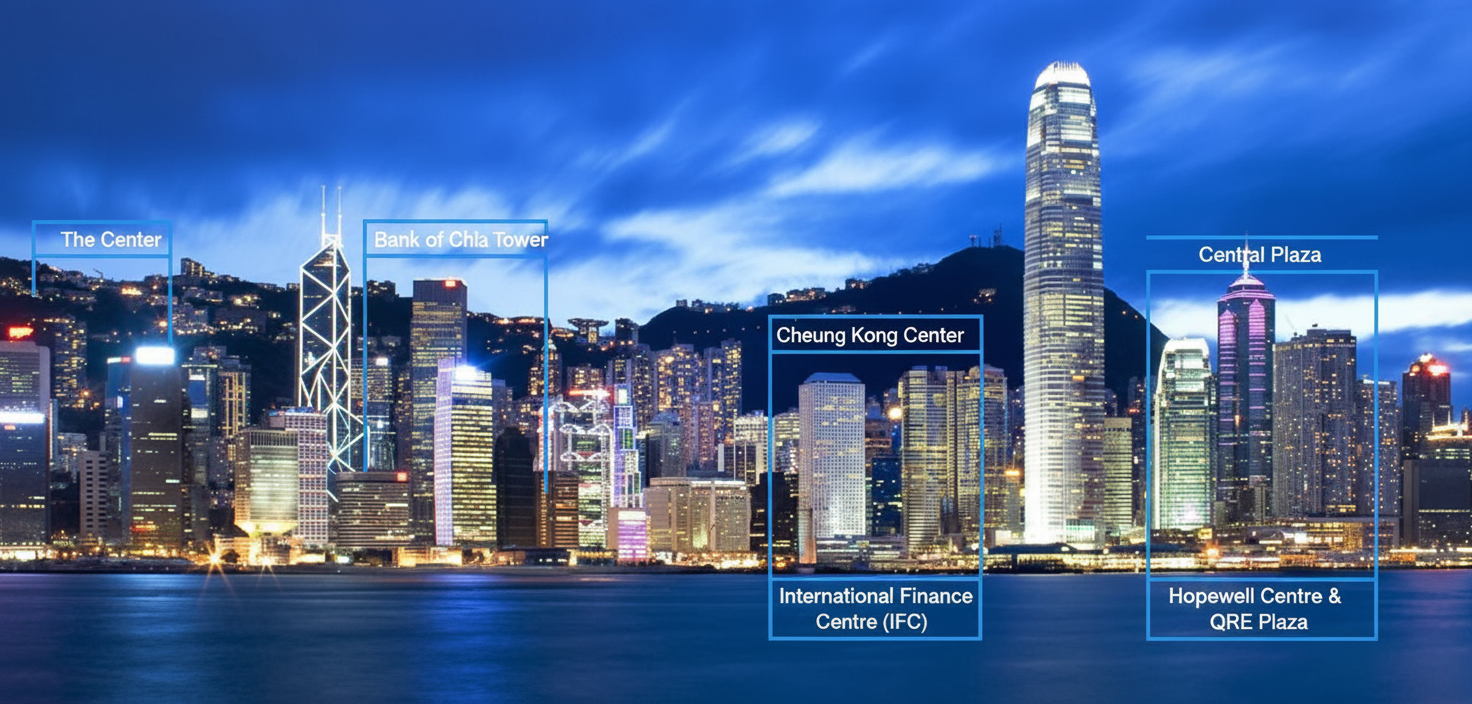 The Center
Bank of Chia Tower
Central Plaza
Cheung Kong Center
International Finance
Centre (IFC)
Hopewell Centre &
QRE Plaza